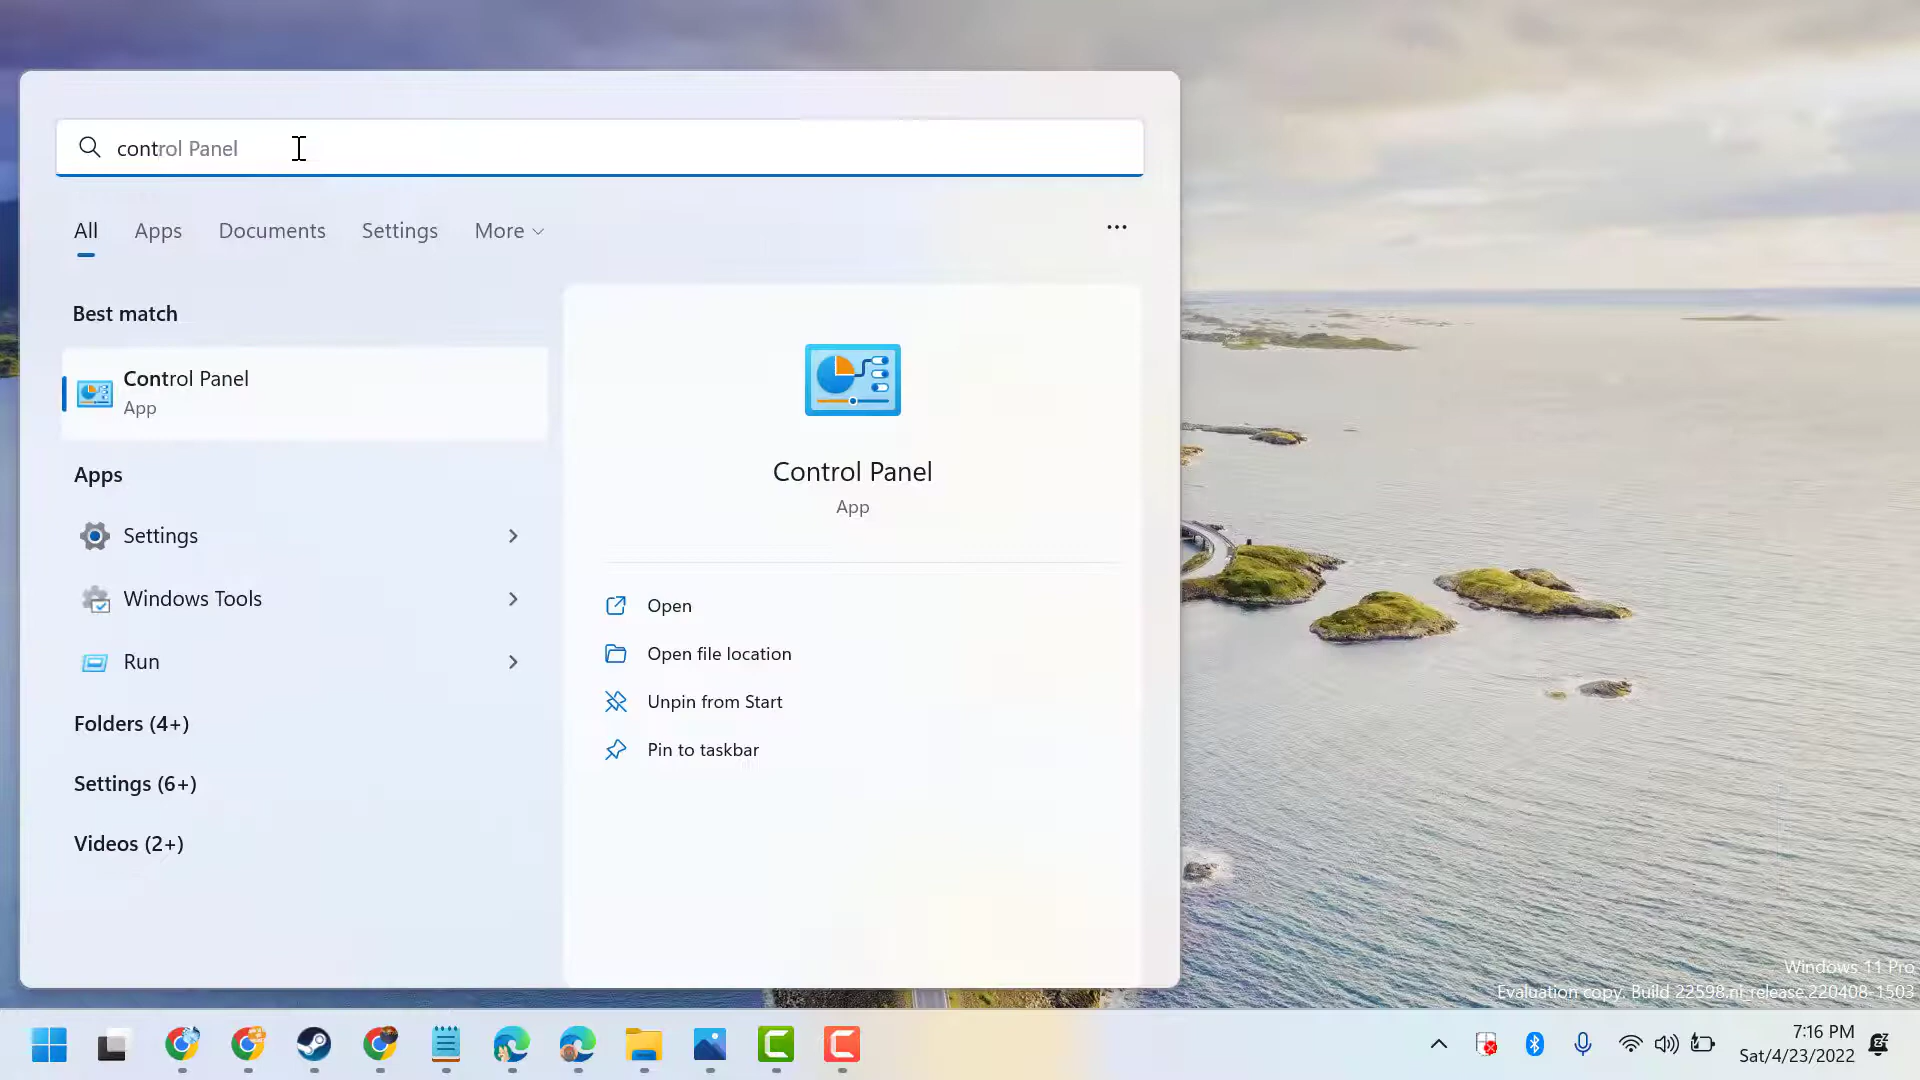 control Panel
All Apps Documents Settings More
Best match
Control Panel
App
Apps
Settings
Windows Tools
Run
Folders (4+)
Settings (6+)
Videos (2+)
Control Panel
App
Open
Open file location
Unpin from Start
Pin to taskbar
Windows 11 Pro
Evaluation copy. Build 22598.ni_release.220408-1503
7:16 PM
Sat/4/23/2022